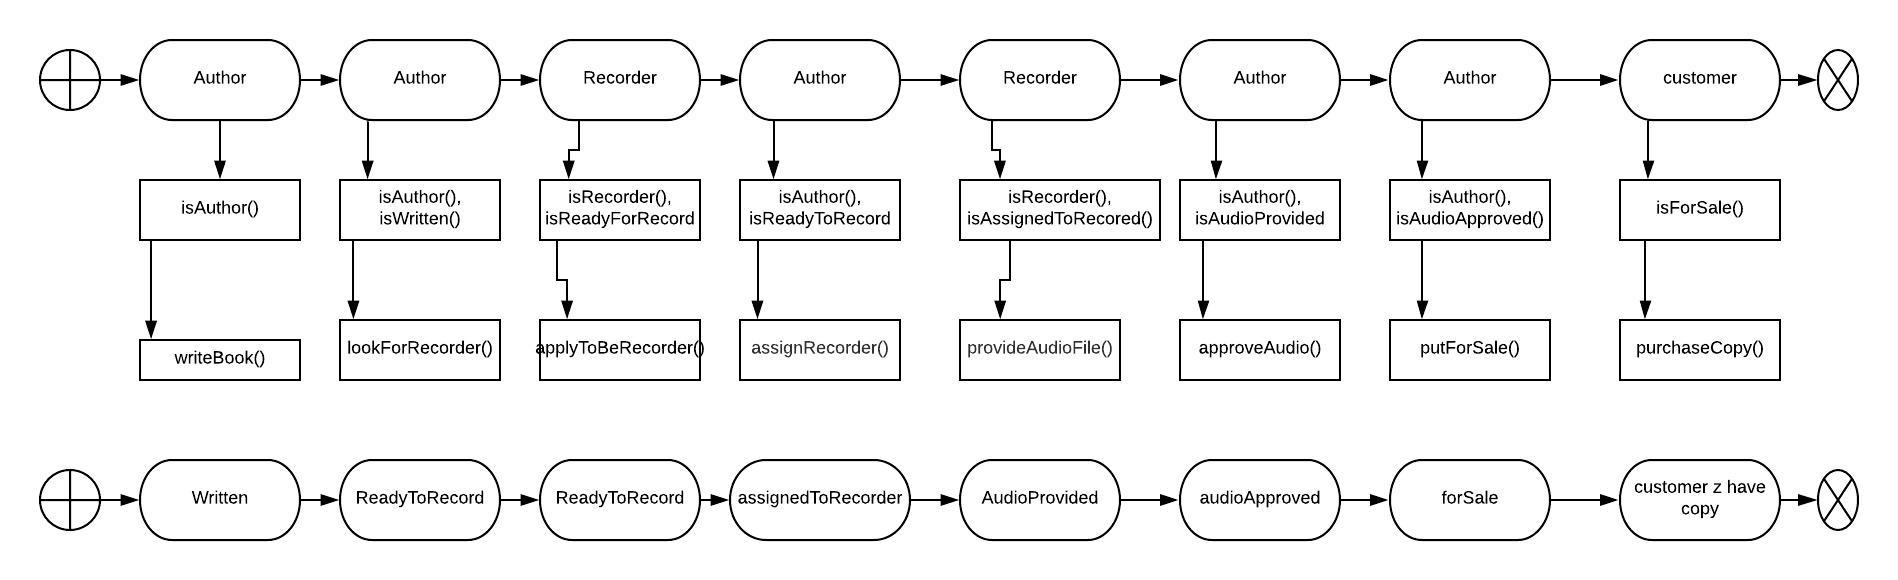 Author
Author
Recorder
Author
Recorder
Author
Author
customer
isAuthor()
isAuthor(),
isWritten()
isRecorder(),
isReadyForRecord
isAuthor(),
isReadyToRecord
isRecorder(),
isAssignedToRecored()
isAuthor(),
isAudioProvided
isAuthor(),
isAudioApproved()
isForSale()
writeBook()
lookForRecorder()
applyToBeRecorder()
assignRecorder()
provideAudioFile()
approveAudio()
putForSale()
purchaseCopy()
Written
ReadyToRecord
ReadyToRecord
assignedToRecorder
AudioProvided
audioApproved
forSale
customer z have
copy